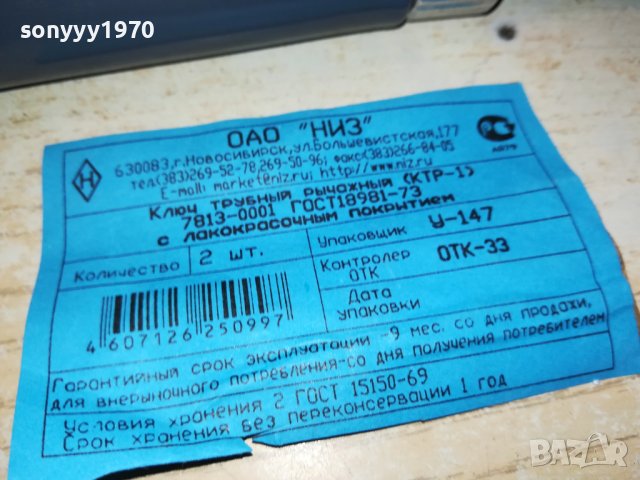 sonyyy1970
ОАО "НИЗ"
630083,г.Новосибирск,ул.Большевистская,177
тел(383)269-52-78,269-50-96; факс(383)266-84-05
E-mail: market@niz.ru; http://www.niz.ru
Ключ трубный рычажный (КТР-1)
7813-0001 ГОСТ18981-73
с лакокрасочным покрытием
Количество 2 шт.
Упаковщик У-147
Контролер ОТК ОТК-33
Дата упаковки
4 607126 250997
Гарантийный срок эксплуатации -9 мес. со дня продажи,
для внерыночного потребления-со дня получения потребителем
Условия хранения 2 ГОСТ 15150-69
Срок хранения без переконсервации 1 год
BAZAR
bg